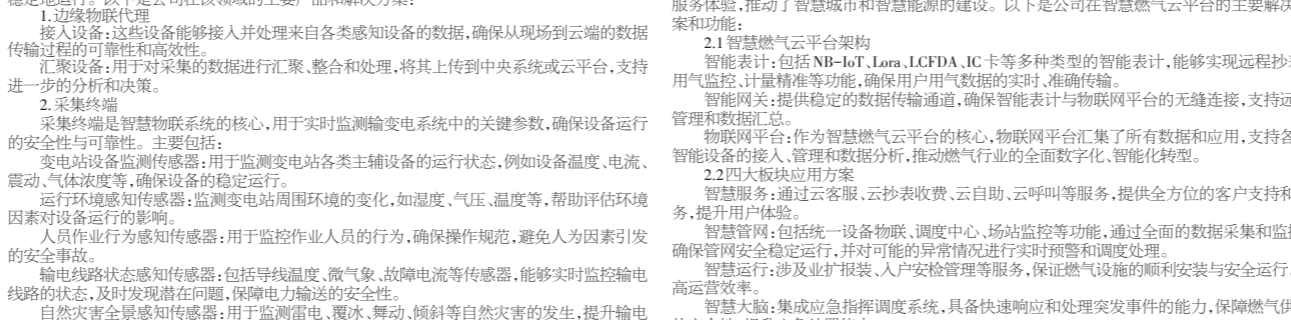 稳定地运行。以下是公司在该领域的主要产品和解决方案:
1.边缘物联代理
接入设备:这些设备能够接入并处理来自各类感知设备的数据,确保从现场到云端的数据
传输过程的可靠性和高效性。
汇聚设备:用于对采集的数据进行汇聚、整合和处理,将其上传到中央系统或云平台,支持
进一步的分析和决策。
2.采集终端
采集终端是智慧物联系统的核心,用于实时监测输变电系统中的关键参数,确保设备运行
的安全性与可靠性。主要包括:
变电站设备监测传感器:用于监测变电站各类主辅设备的运行状态,例如设备温度、电流、
震动、气体浓度等,确保设备的稳定运行。
运行环境感知传感器:监测变电站周围环境的变化,如湿度、气压、温度等,帮助评估环境
因素对设备运行的影响。
人员作业行为感知传感器:用于监控作业人员的行为,确保操作规范,避免人为因素引发
的安全事故。
输电线路状态感知传感器:包括导线温度、微气象、故障电流等传感器,能够实时监控输电
线路的状态,及时发现潜在问题,保障电力输送的安全性。
自然灾害全景感知传感器:用于监测雷电、覆冰、舞动、倾斜等自然灾害的发生,提升输电
服务体验,推动了智慧城市和智慧能源的建设。以下是公司在智慧燃气云平台的主要解决
案和功能:
2.1智慧燃气云平台架构
智能表计:包括NB-IoT、Lora、LCFDA、IC卡等多种类型的智能表计,能够实现远程抄
用气监控、计量精准等功能,确保用户用气数据的实时、准确传输。
智能网关:提供稳定的数据传输通道,确保智能表计与物联网平台的无缝连接,支持远
管理和数据汇总。
物联网平台:作为智慧燃气云平台的核心,物联网平台汇集了所有数据和应用,支持各
智能设备的接入、管理和数据分析,推动燃气行业的全面数字化、智能化转型。
2.2四大板块应用方案
智慧服务:通过云客服、云抄表收费、云自助、云呼叫等服务,提供全方位的客户支持和
务,提升用户体验。
智慧管网:包括统一设备物联、调度中心、场站监控等功能,通过全面的数据采集和监
确保管网安全稳定运行,并对可能的异常情况进行实时预警和调度处理。
智慧运行:涉及业扩报装、入户安检管理等服务,保证燃气设施的顺利安装与安全运行,
高运营效率。
智慧大脑:集成应急指挥调度系统,具备快速响应和处理突发事件的能力,保障燃气供